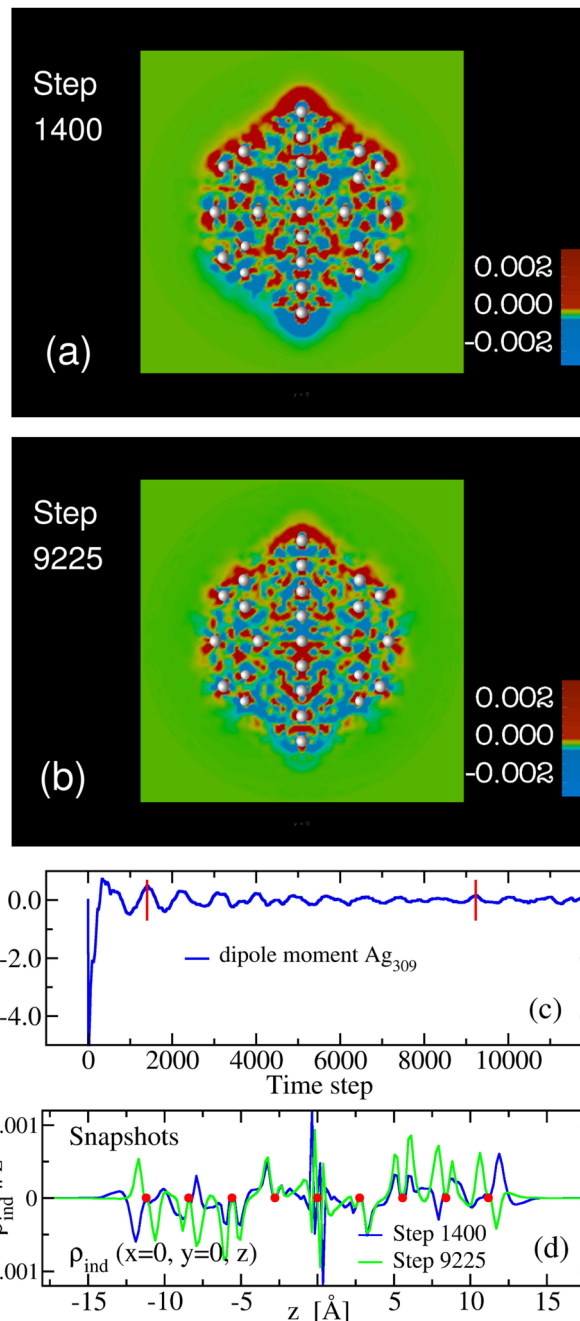 Step
1400
0.002
0.000
-0.002
(a)
y = 0
Step
9225
0.002
0.000
-0.002
(b)
y = 0
0.0
-2.0
-4.0
dipole moment Ag309
(c)
0 2000 4000 6000 8000 10000
Time step
.001
0
.001
Snapshots
ρind (x=0, y=0, z)
Step 1400
Step 9225
(d)
-15 -10 -5 0 5 10 15
z [Å]